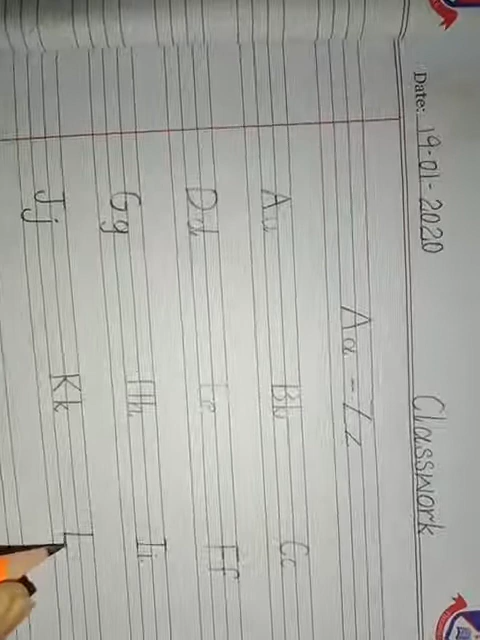 Date: 19-01-2020 Classwork
Aa - Zz
Aa Bb Cc
Dd Ee Ff
Gg Hh Ii
Jj Kk L